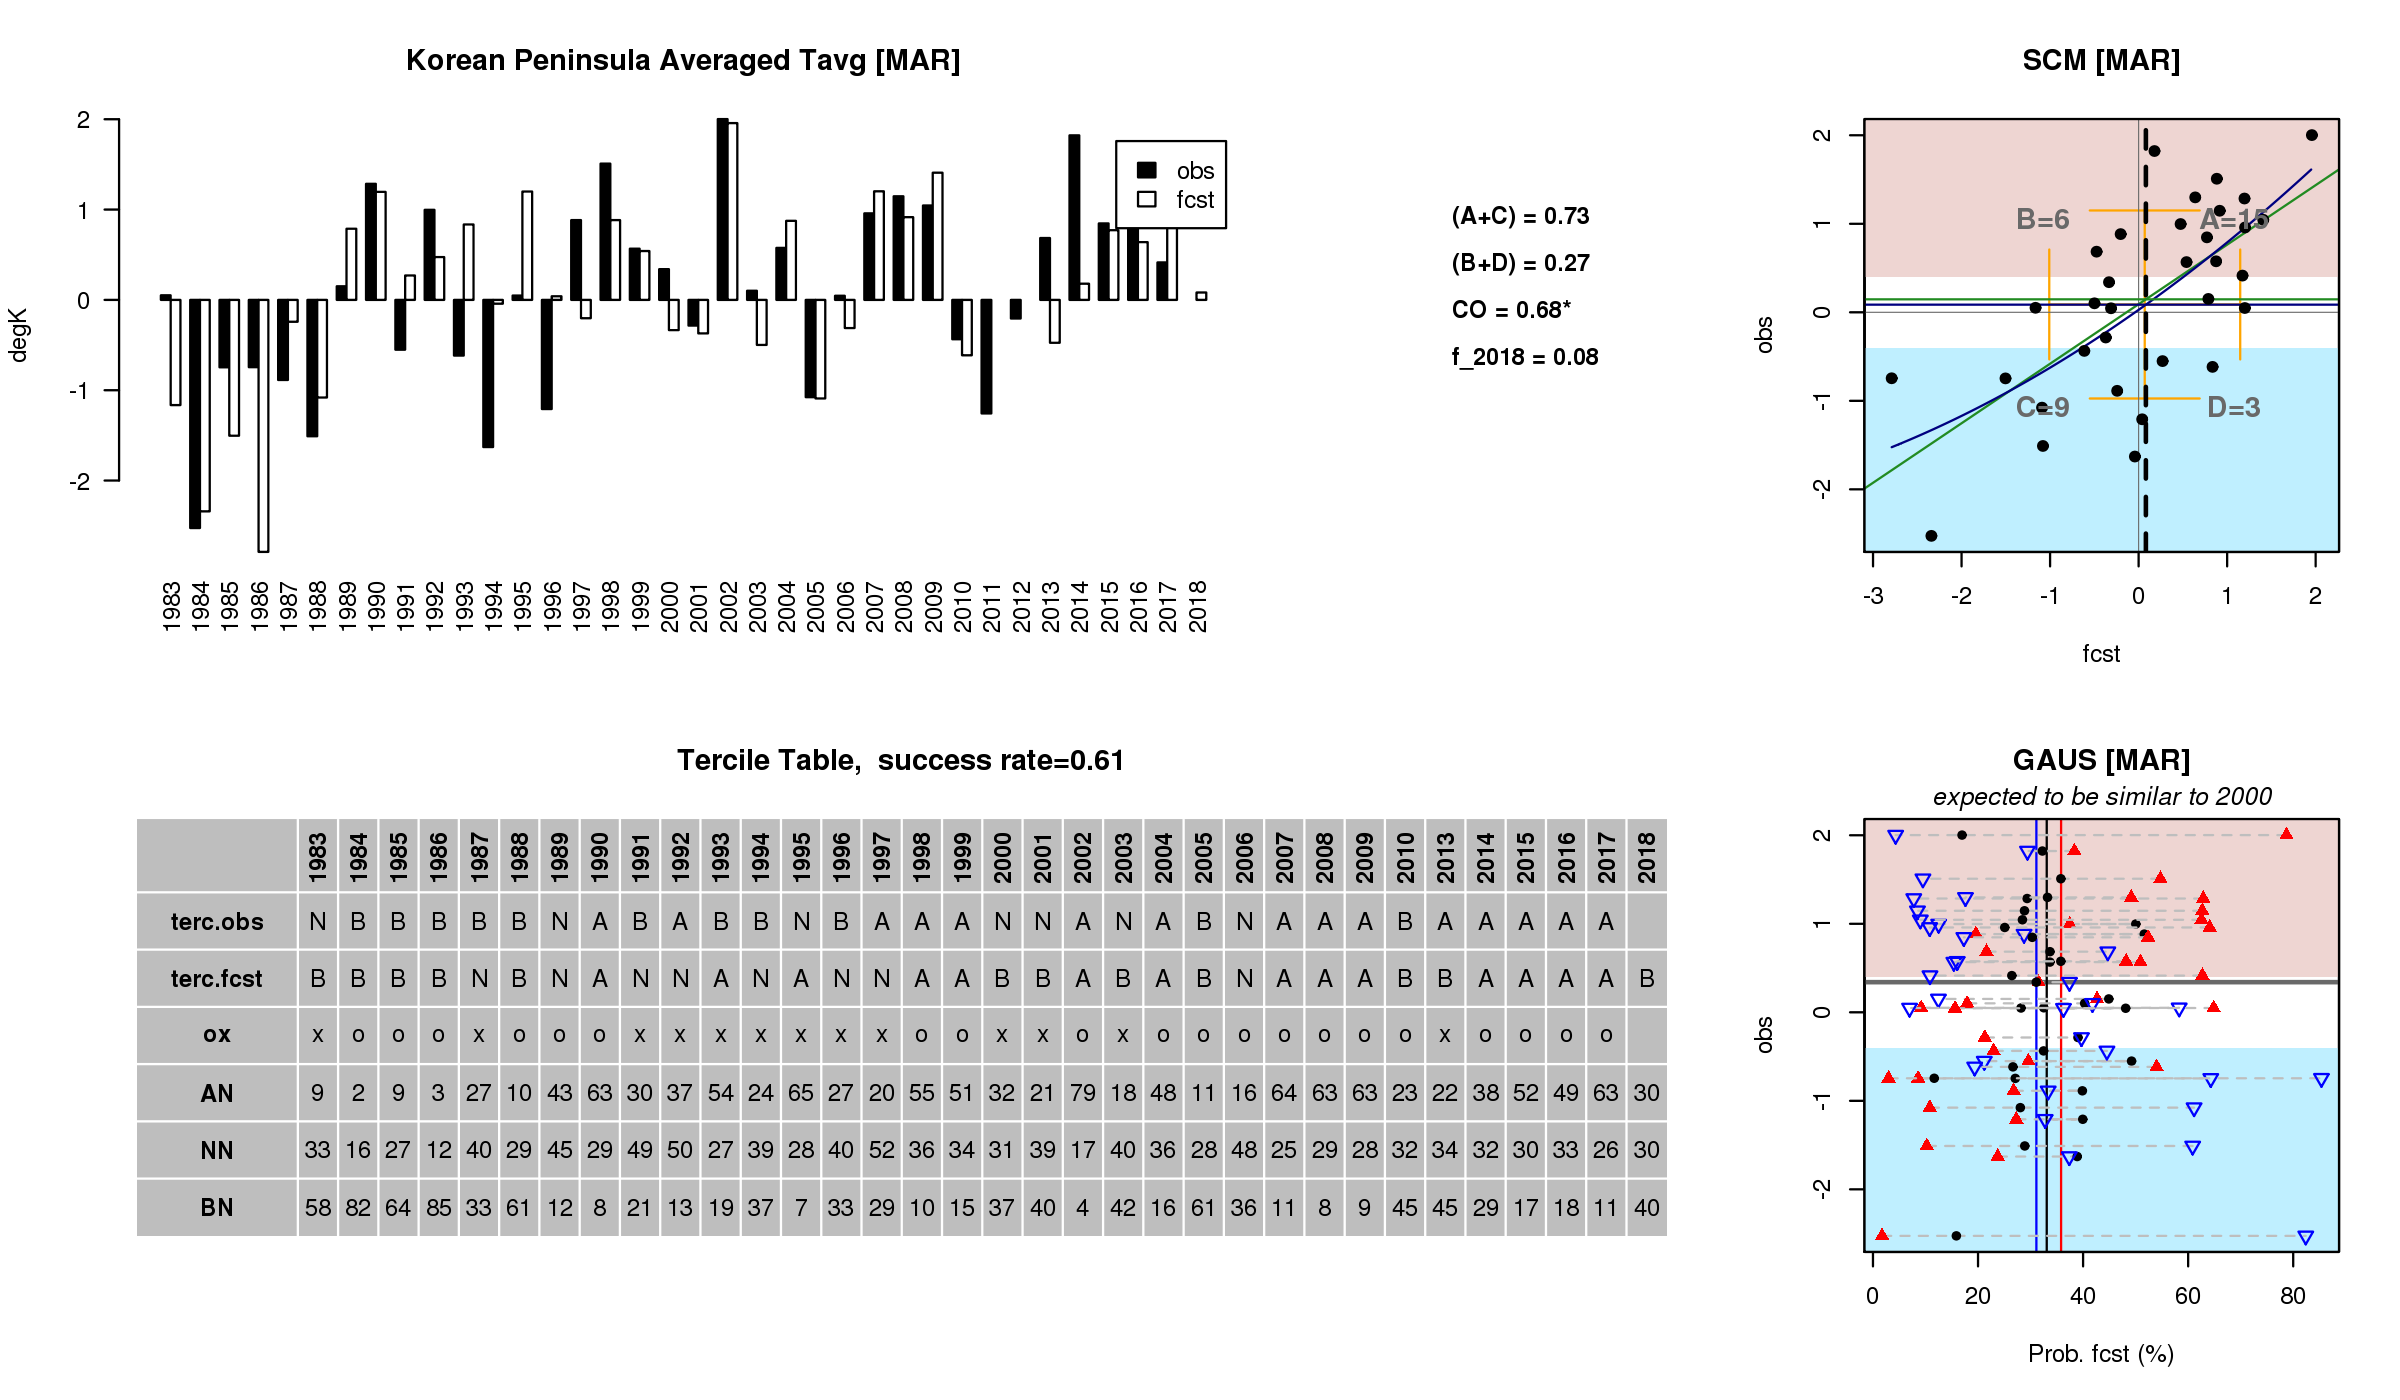 Korean Peninsula Averaged Tavg [MAR]
degK
2
1
0
-1
-2
obs
fcst
1983 1984 1985 1986 1987 1988 1989 1990 1991 1992 1993 1994 1995 1996 1997 1998 1999 2000 2001 2002 2003 2004 2005 2006 2007 2008 2009 2010 2011 2012 2013 2014 2015 2016 2017 2018
(A+C) = 0.73
(B+D) = 0.27
CO = 0.68*
f_2018 = 0.08
SCM [MAR]
obs
2
1
0
-1
-2
B=6 A=15
C=9 D=3
-3 -2 -1 0 1 2
fcst
Tercile Table, success rate=0.61
1983 1984 1985 1986 1987 1988 1989 1990 1991 1992 1993 1994 1995 1996 1997 1998 1999 2000 2001 2002 2003 2004 2005 2006 2007 2008 2009 2010 2013 2014 2015 2016 2017 2018
terc.obs N B B B B B N A B A B B N B A A A N N A N A B N A A A B A A A A A
terc.fcst B B B B N B N A N N A N A N N A A B B A B A B N A A A B B A A A A B
ox x o o o x o o o x x x x x x x o o x x o x o o o o o o o x o o o o
AN 9 2 9 3 27 10 43 63 30 37 54 24 65 27 20 55 51 32 21 79 18 48 11 16 64 63 63 23 22 38 52 49 63 30
NN 33 16 27 12 40 29 45 29 49 50 27 39 28 40 52 36 34 31 39 17 40 36 28 48 25 29 28 32 34 32 30 33 26 30
BN 58 82 64 85 33 61 12 8 21 13 19 37 7 33 29 10 15 37 40 4 42 16 61 36 11 8 9 45 45 29 17 18 11 40
GAUS [MAR]
expected to be similar to 2000
obs
2
1
0
-1
-2
0 20 40 60 80
Prob. fcst (%)